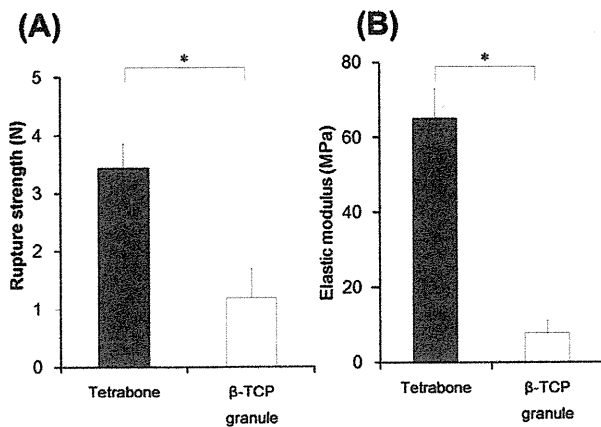 (A)
*
Rupture strength (N)
5
4
3
2
1
0
Tetrabone
β-TCP
granule
(B)
*
Elastic modulus (MPa)
80
60
40
20
0
Tetrabone
β-TCP
granule